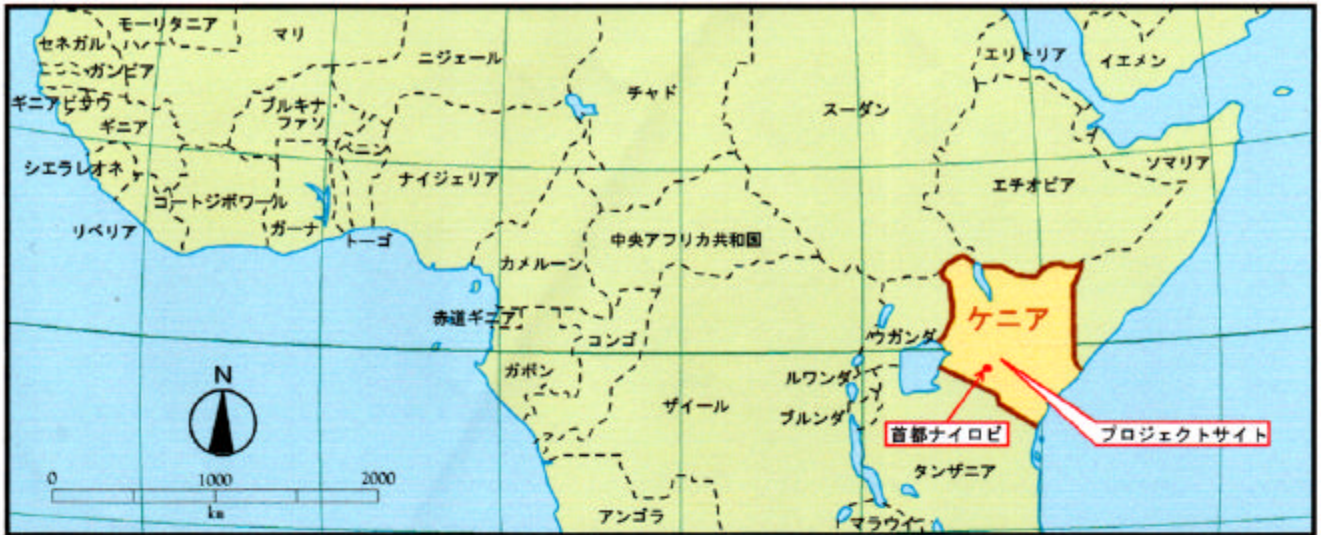 モーリタニア
セネガル
マリ
ガンビア
ニジェール
チャド
スーダン
エリトリア
イエメン
ギニアビサウ
ギニア
ブルキナ
ファソ
ベニン
シエラレオネ
ナイジェリア
エチオピア
ソマリア
コートジボワール
リベリア
ガーナ
トーゴ
中央アフリカ共和国
カメルーン
赤道ギニア
コンゴ
ウガンダ
ケニア
ガボン
ルワンダ
ザイール
ブルンダ
首都ナイロビ
プロジェクトサイト
タンザニア
アンゴラ
マラウイ
N
0 1000 2000
km